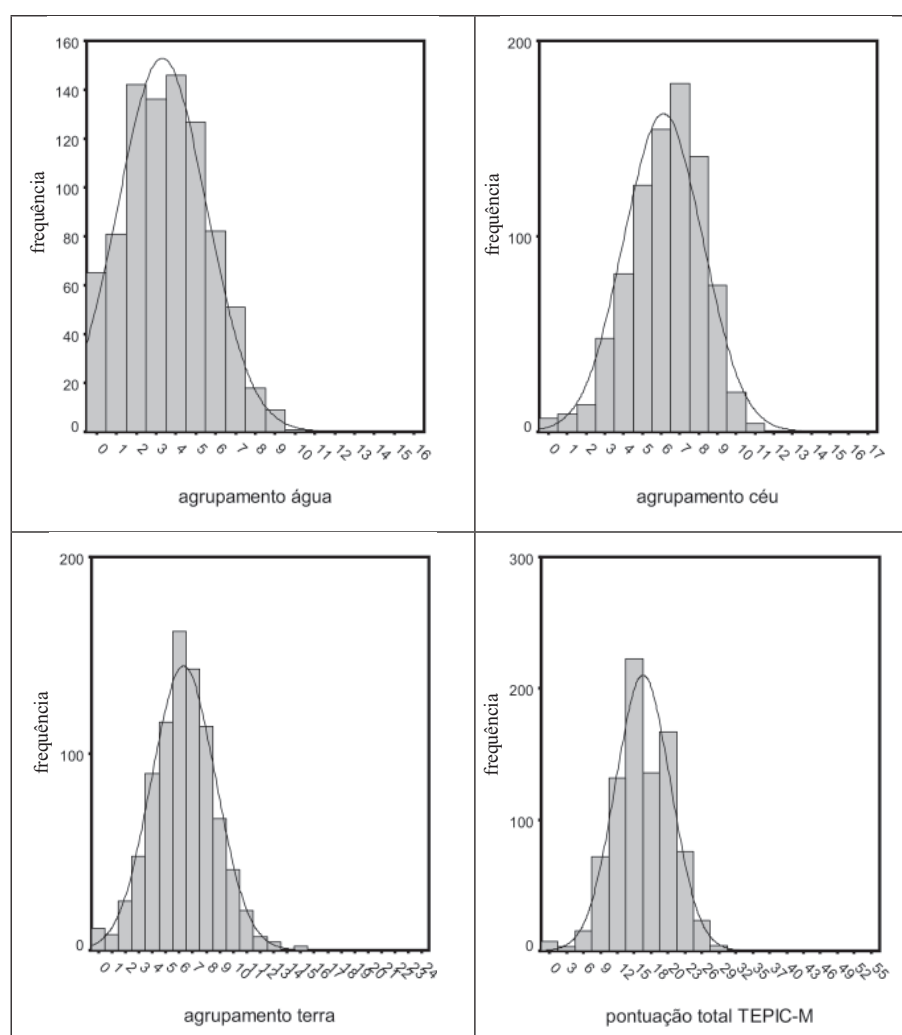 160
140
120
100
80
60
40
20
0
frequência
0 1 2 3 4 5 6 7 8 9 10 11 12 13 14 15 16
agrupamento água
200
100
0
frequência
0 1 2 3 4 5 6 7 8 9 10 11 12 13 14 15 16 17
agrupamento céu
200
100
0
frequência
0 1 2 3 4 5 6 7 9 10 11 12 13 14 15 16 17 18 19 20 21 22 23 24
agrupamento terra
300
200
100
0
frequência
0 3 6 9 12 15 18 20 26 29 32 35 37 40 43 46 49 52 55
pontuação total TEPIC-M